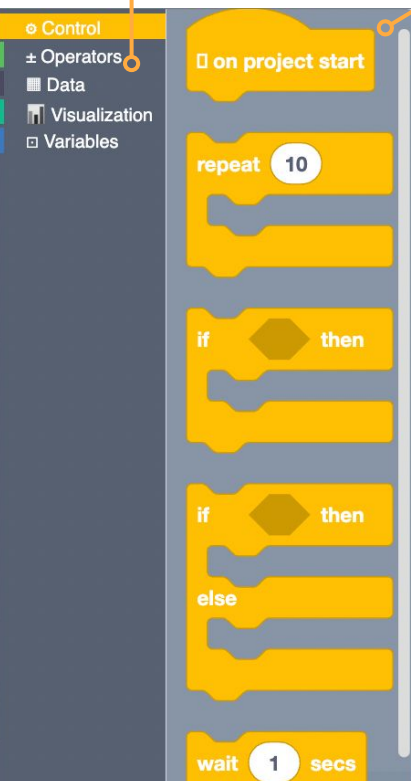 Control
± Operators
Data
Visualization
Variables
on project start
repeat 10
if then
if then
else
wait 1 secs